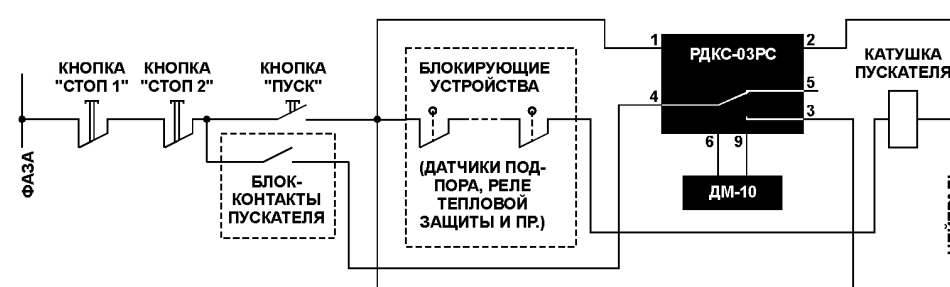 КНОПКА
"СТОП 1"
КНОПКА
"СТОП 2"
КНОПКА
"ПУСК"
БЛОКИРУЮЩИЕ
УСТРОЙСТВА
1
РДКС-03РС
2
КАТУШКА
ПУСКАТЕЛЯ
4
5
3
6
9
ФАЗА
БЛОК-
КОНТАКТЫ
ПУСКАТЕЛЯ
(ДАТЧИКИ ПОД-
ПОРА, РЕЛЕ
ТЕПЛОВОЙ
ЗАЩИТЫ И ПР.)
ДМ-10